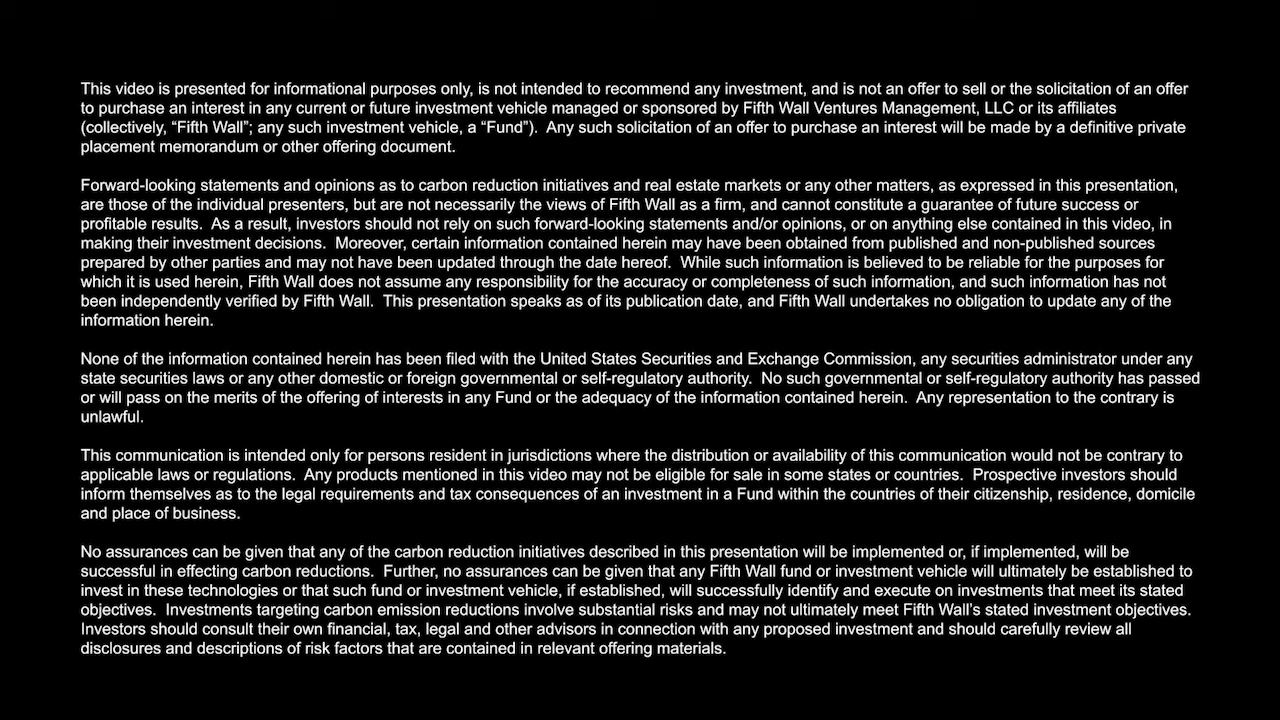 This video is presented for informational purposes only, is not intended to recommend any investment, and is not an offer to sell or the solicitation of an offer
to purchase an interest in any current or future investment vehicle managed or sponsored by Fifth Wall Ventures Management, LLC or its affiliates
(collectively, “Fifth Wall”; any such investment vehicle, a “Fund”).  Any such solicitation of an offer to purchase an interest will be made by a definitive private
placement memorandum or other offering document.
Forward-looking statements and opinions as to carbon reduction initiatives and real estate markets or any other matters, as expressed in this presentation,
are those of the individual presenters, but are not necessarily the views of Fifth Wall as a firm, and cannot constitute a guarantee of future success or
profitable results.  As a result, investors should not rely on such forward-looking statements and/or opinions, or on anything else contained in this video, in
making their investment decisions.  Moreover, certain information contained herein may have been obtained from published and non-published sources
prepared by other parties and may not have been updated through the date hereof.  While such information is believed to be reliable for the purposes for
which it is used herein, Fifth Wall does not assume any responsibility for the accuracy or completeness of such information, and such information has not
been independently verified by Fifth Wall.  This presentation speaks as of its publication date, and Fifth Wall undertakes no obligation to update any of the
information herein.
None of the information contained herein has been filed with the United States Securities and Exchange Commission, any securities administrator under any
state securities laws or any other domestic or foreign governmental or self-regulatory authority.  No such governmental or self-regulatory authority has passed
or will pass on the merits of the offering of interests in any Fund or the adequacy of the information contained herein.  Any representation to the contrary is
unlawful.
This communication is intended only for persons resident in jurisdictions where the distribution or availability of this communication would not be contrary to
applicable laws or regulations.  Any products mentioned in this video may not be eligible for sale in some states or countries.  Prospective investors should
inform themselves as to the legal requirements and tax consequences of an investment in a Fund within the countries of their citizenship, residence, domicile
and place of business.
No assurances can be given that any of the carbon reduction initiatives described in this presentation will be implemented or, if implemented, will be
successful in effecting carbon reductions.  Further, no assurances can be given that any Fifth Wall fund or investment vehicle will ultimately be established to
invest in these technologies or that such fund or investment vehicle, if established, will successfully identify and execute on investments that meet its stated
objectives.  Investments targeting carbon emission reductions involve substantial risks and may not ultimately meet Fifth Wall’s stated investment objectives.
Investors should consult their own financial, tax, legal and other advisors in connection with any proposed investment and should carefully review all
disclosures and descriptions of risk factors that are contained in relevant offering materials.